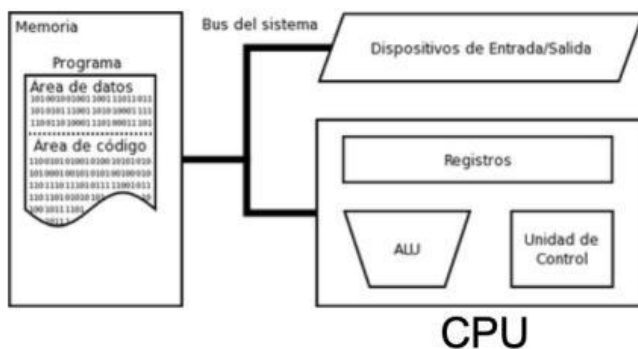 Memoria
Bus del sistema
Dispositivos de Entrada/Salida
Programa
Área de datos
Área de código
Registros
ALU
Unidad de
Control
CPU